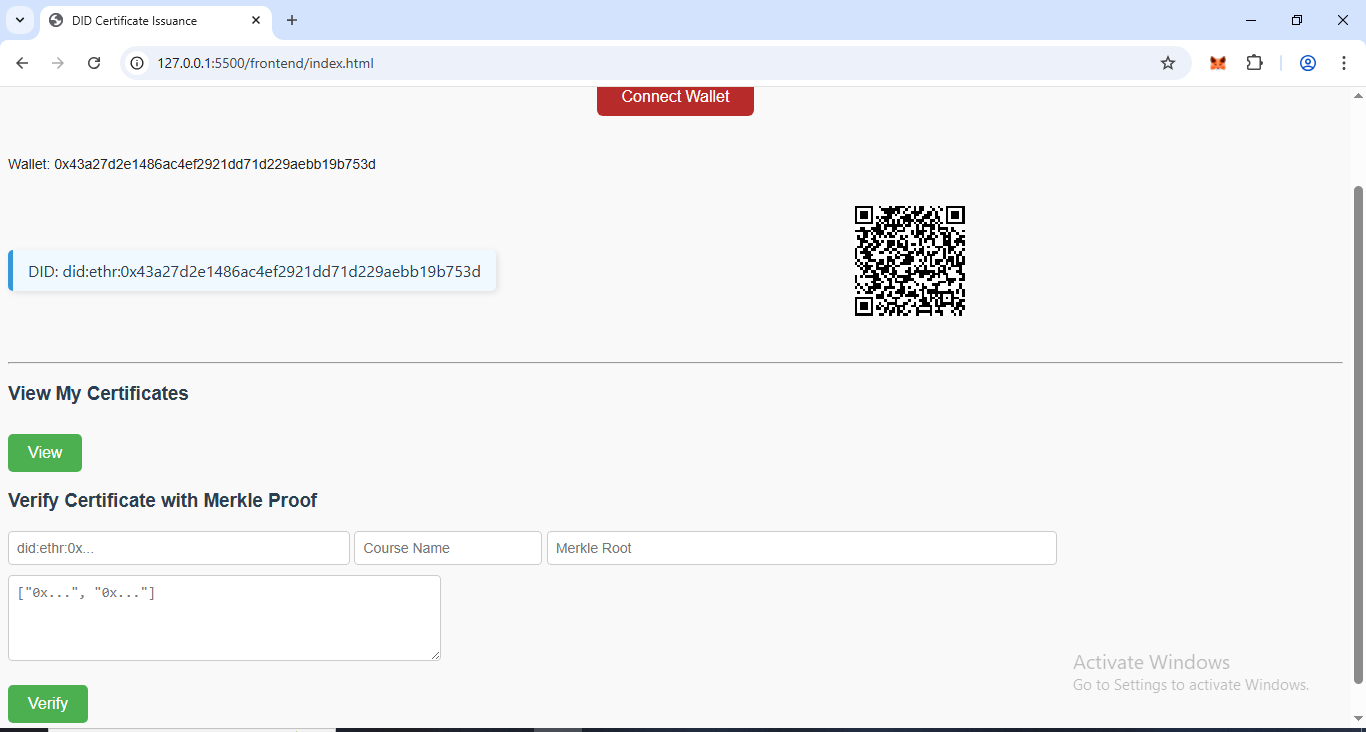 DID Certificate Issuance
127.0.0.1:5500/frontend/index.html
Connect Wallet
Wallet: 0x43a27d2e1486ac4ef2921dd71d229aebb19b753d
DID: did:ethr:0x43a27d2e1486ac4ef2921dd71d229aebb19b753d
View My Certificates
View
Verify Certificate with Merkle Proof
did:ethr:0x... Course Name Merkle Root
["0x...", "0x..."]
Activate Windows
Go to Settings to activate Windows.
Verify